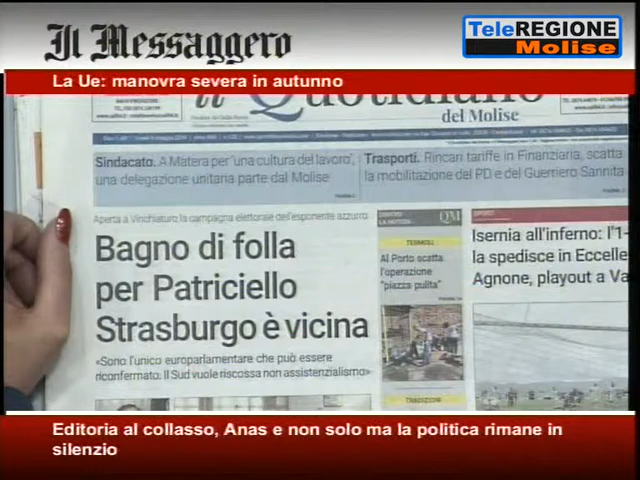 Il Messaggero
TeleREGIONE
Molise
La Ue: manovra severa in autunno
il Quotidiano
del Molise
Sindacato. A Matera per 'una cultura del lavoro',
una delegazione unitaria parte dal Molise
Trasporti. Rincari tariffe in Finanziaria, scatta
la mobilitazione del PD e del Guerriero Sannita
Aperta a Vinchiaturo la campagna elettorale dell'esponente azzurro
Bagno di folla
per Patriciello
Strasburgo è vicina
«Sono l'unico europarlamentare che può essere
riconfermato. Il Sud vuole riscossa non assistenzialismo»
DENTRO
LA NOTIZIA
QM
TERMOLI
Al Porto scatta
l'operazione
"piazza pulita"
TRADIZIONI
SPORT
Isernia all'inferno: l'1-
la spedisce in Eccelle
Agnone, playout a Va
Editoria al collasso, Anas e non solo ma la politica rimane in
silenzio